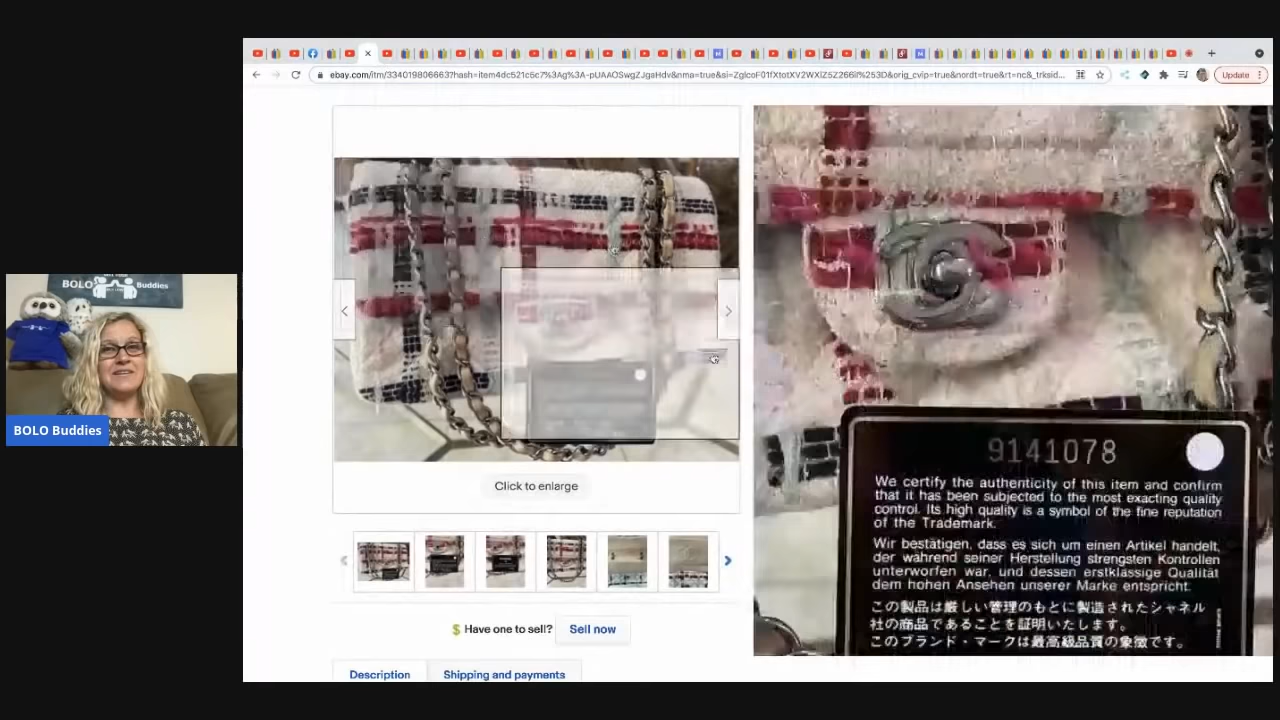 Update
BOLO Buddies
BOLO Buddies
Click to enlarge
Have one to sell?
Sell now
Description
Shipping and payments
9141078
We certify the authenticity of this item and confirm
that it has been subjected to the most exacting quality
control. Its high quality is a symbol of the fine reputation
of the Trademark.
Wir bestätigen, dass es sich um einen Artikel handelt,
der während seiner Herstellung strengsten Kontrollen
unterworfen war, und dessen erstklassige Qualität
dem hohen Ansehen unserer Marke entspricht.
この製品は厳しい管理のもとに製造されたシャネル
社の商品であることを証明いたします。
このブランド・マークは最高級品質の象徴です。